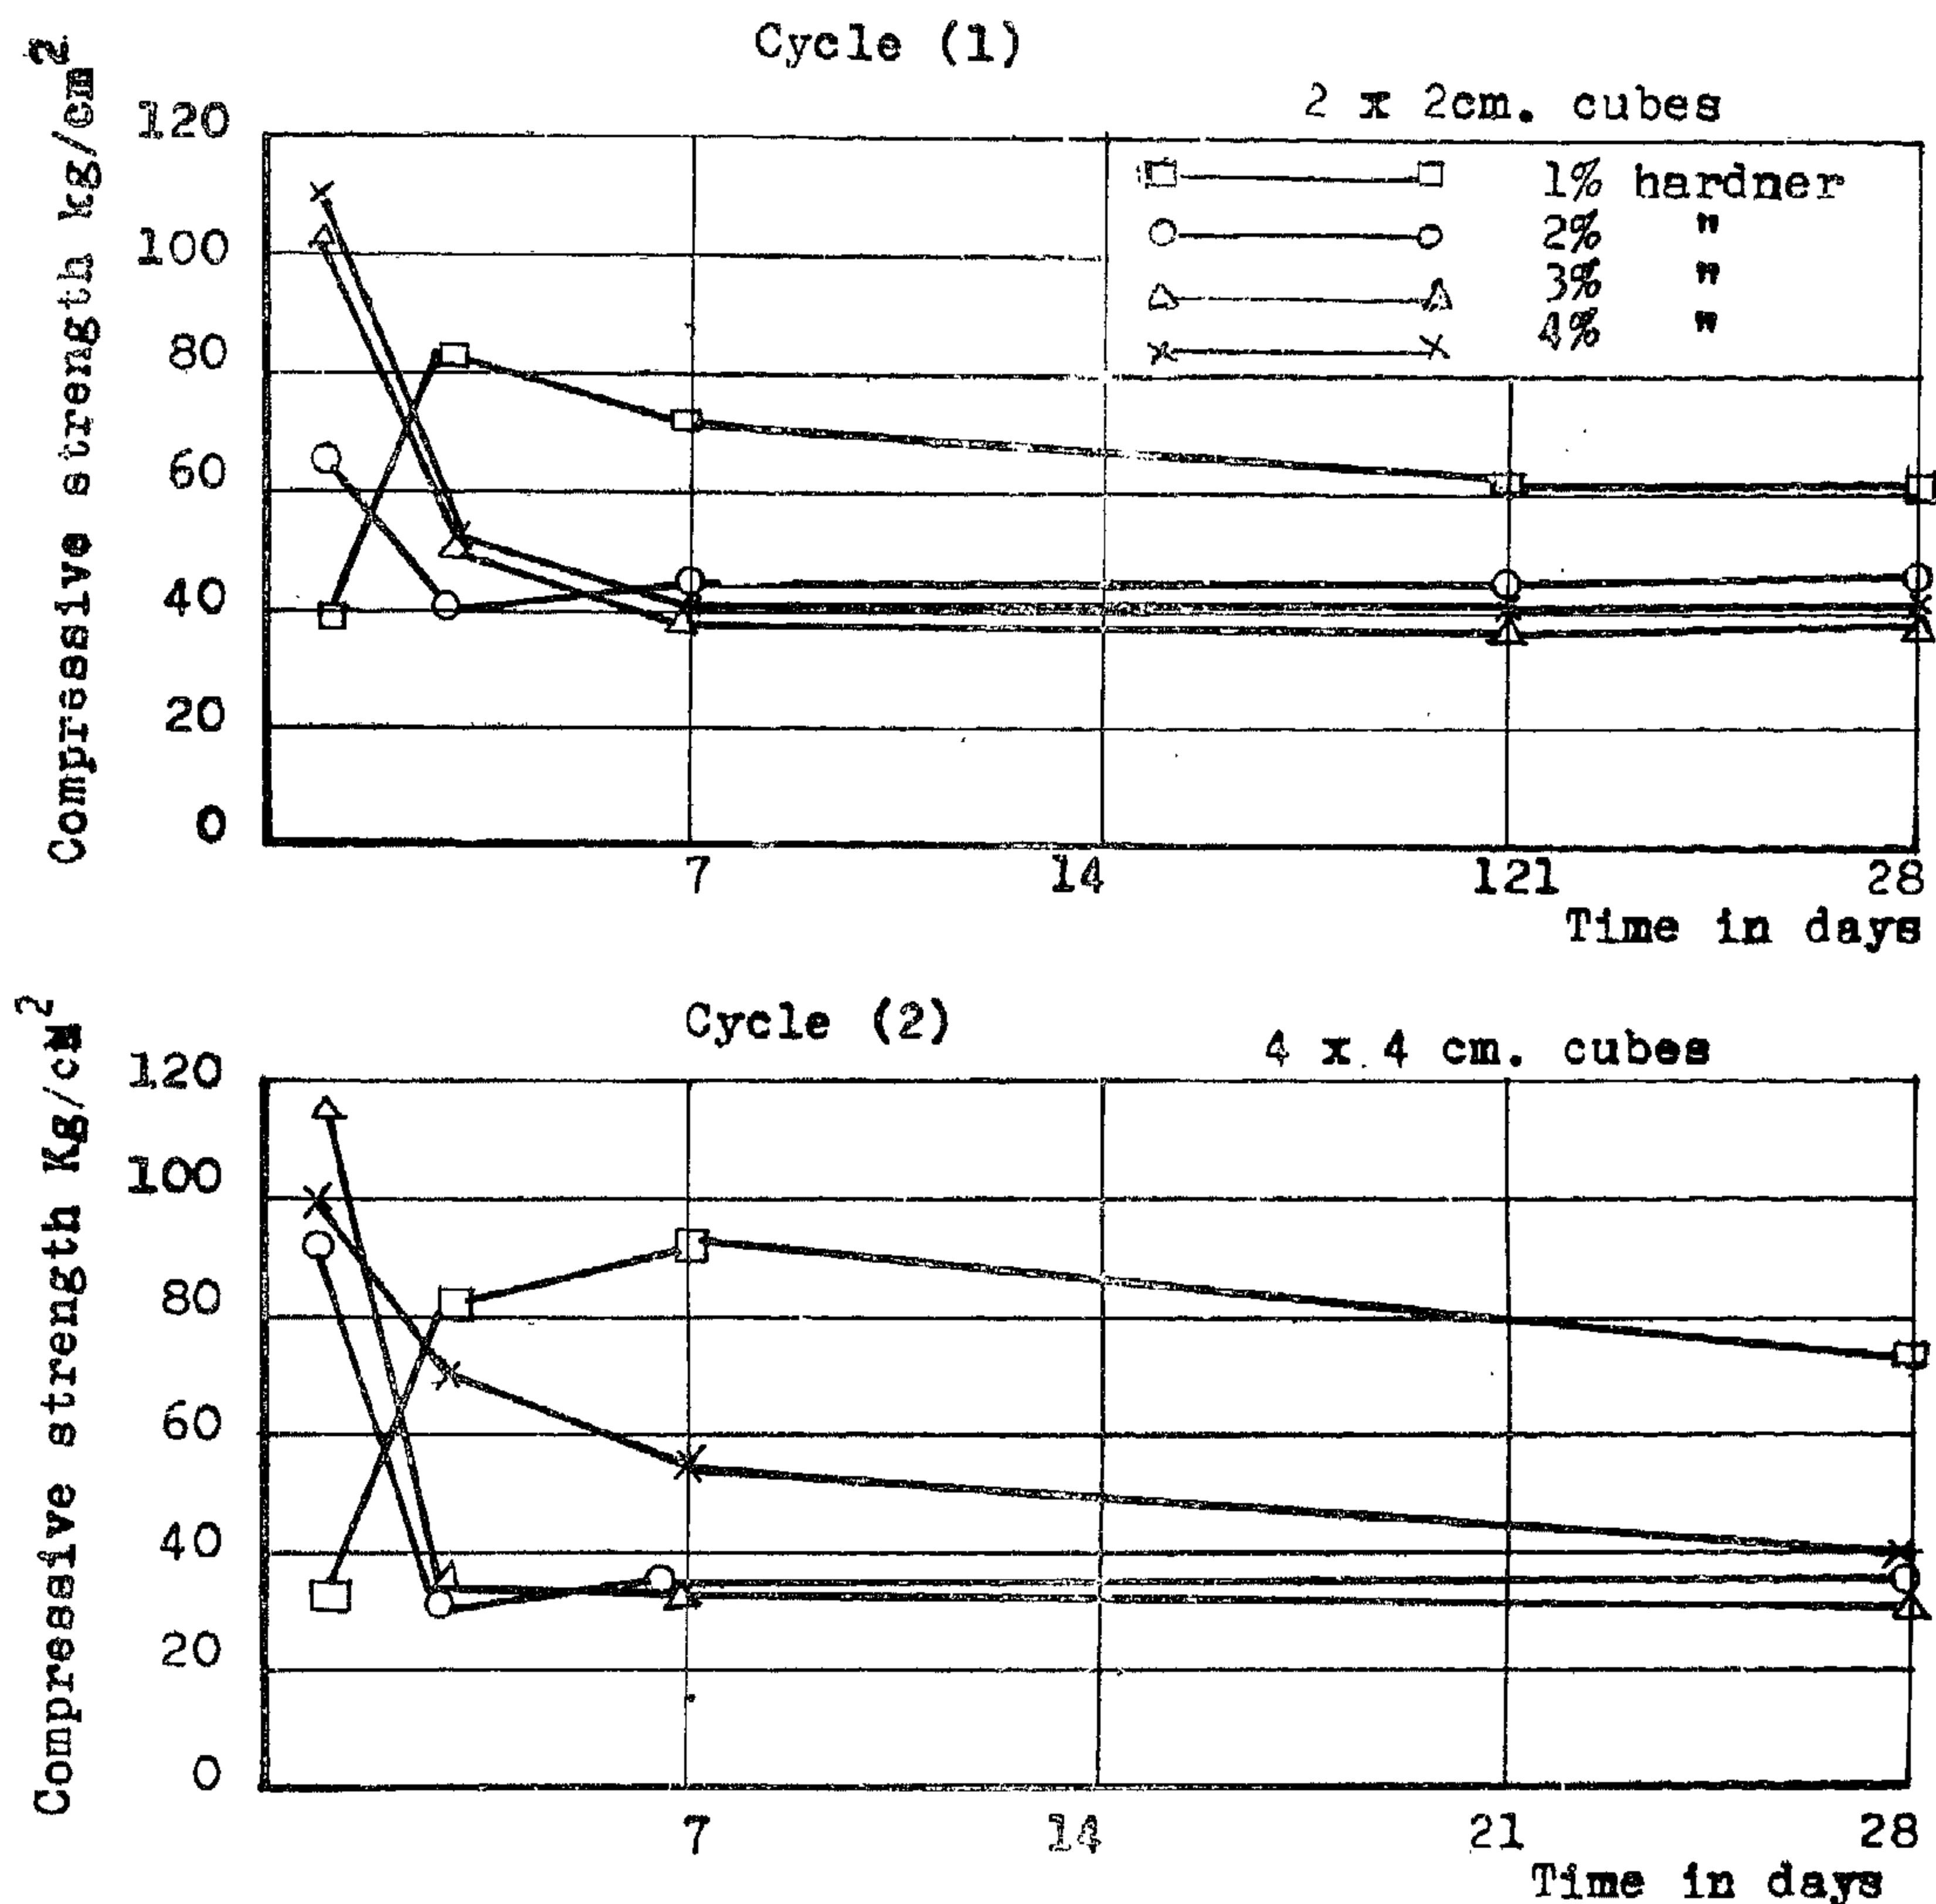 Cycle (1)
2 x 2cm. cubes
Compressive strength kg/cm2
120
100
80
60
40
20
0
1% hardner
2% "
3% "
4% "
7 14 121 28
Time in days
Cycle (2)
4 x 4 cm. cubes
Compressive strength Kg/cm2
120
100
80
60
40
20
0
7 14 21 28
Time in days